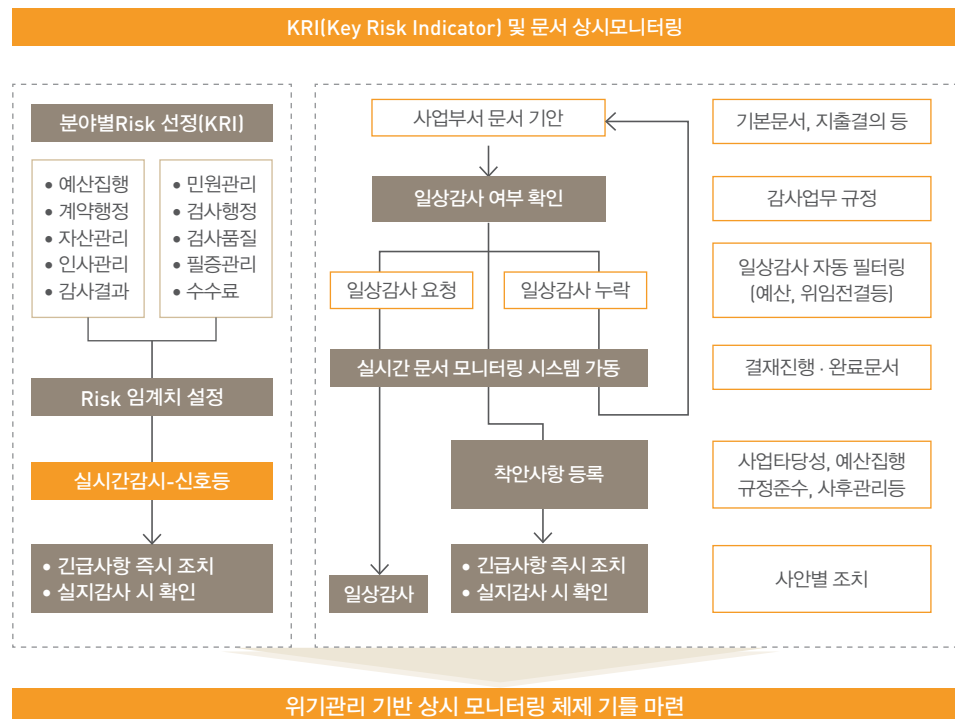 KRI(Key Risk Indicator) 및 문서 상시모니터링
분야별Risk 선정(KRI)
• 예산집행
• 계약행정
• 자산관리
• 인사관리
• 감사결과
• 민원관리
• 검사행정
• 검사품질
• 필증관리
• 수수료
Risk 임계치 설정
실시간감시-신호등
• 긴급사항 즉시 조치
• 실지감사 시 확인
사업부서 문서 기안
일상감사 여부 확인
일상감사 요청
일상감사 누락
실시간 문서 모니터링 시스템 가동
착안사항 등록
일상감사
• 긴급사항 즉시 조치
• 실지감사 시 확인
기본문서, 지출결의 등
감사업무 규정
일상감사 자동 필터링
(예산, 위임전결등)
결재진행 · 완료문서
사업타당성, 예산집행
규정준수, 사후관리등
사안별 조치
위기관리 기반 상시 모니터링 체제 기틀 마련